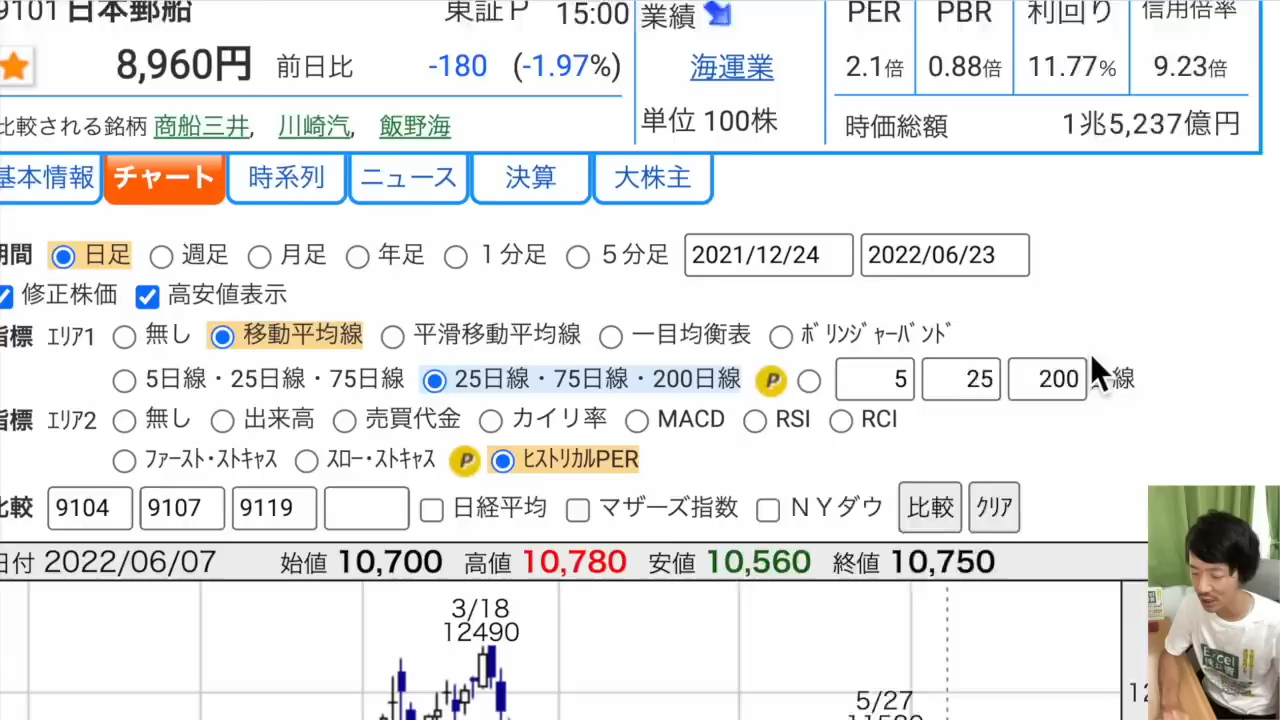 9101 日本郵船 東証P 15:00 業績 PER PBR 利回り 信用倍率
8,960円 前日比 -180 (-1.97%) 海運業 2.1倍 0.88倍 11.77% 9.23倍
比較される銘柄 商船三井, 川崎汽, 飯野海 単位 100株 時価総額 1兆5,237億円
基本情報 チャート 時系列 ニュース 決算 大株主
期間 日足 週足 月足 年足 1分足 5分足 2021/12/24 2022/06/23
修正株価 高安値表示
指標 エリア1 無し 移動平均線 平滑移動平均線 一目均衡表 ボリンジャーバンド
5日線・25日線・75日線 25日線・75日線・200日線 P 5 25 200 線
指標 エリア2 無し 出来高 売買代金 カイリ率 MACD RSI RCI
ファースト・ストキャス スロー・ストキャス P ヒストリカルPER
比較 9104 9107 9119 日経平均 マザーズ指数 NYダウ 比較 クリア
日付 2022/06/07 始値 10,700 高値 10,780 安値 10,560 終値 10,750
3/18
12490
5/27
Excel